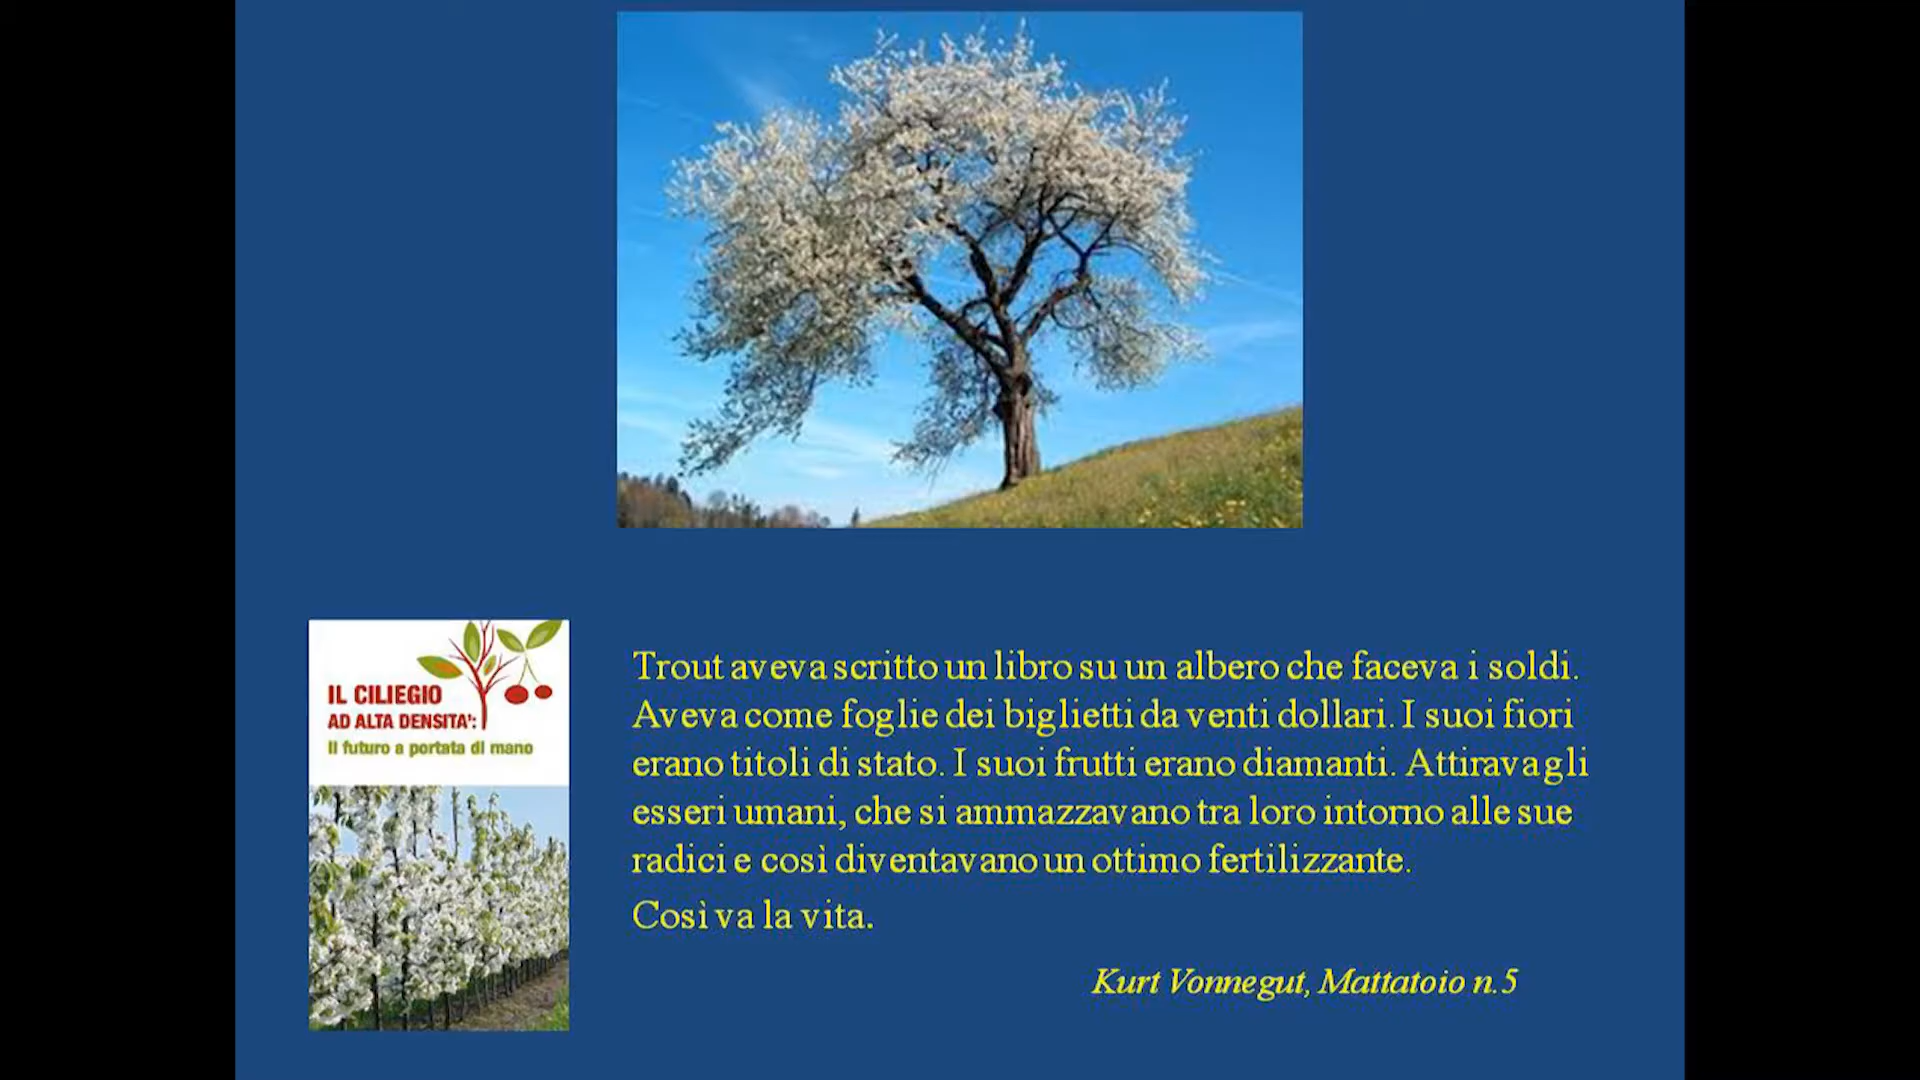 IL CILIEGIO
AD ALTA DENSITA':
Il futuro a portata di mano
Trout aveva scritto un libro su un albero che faceva i soldi.
Aveva come foglie dei biglietti da venti dollari. I suoi fiori
erano titoli di stato. I suoi frutti erano diamanti. Attirava gli
esseri umani, che si ammazzavano tra loro intorno alle sue
radici e così diventavano un ottimo fertilizzante.
Così va la vita.
Kurt Vonnegut, Mattatoio n.5